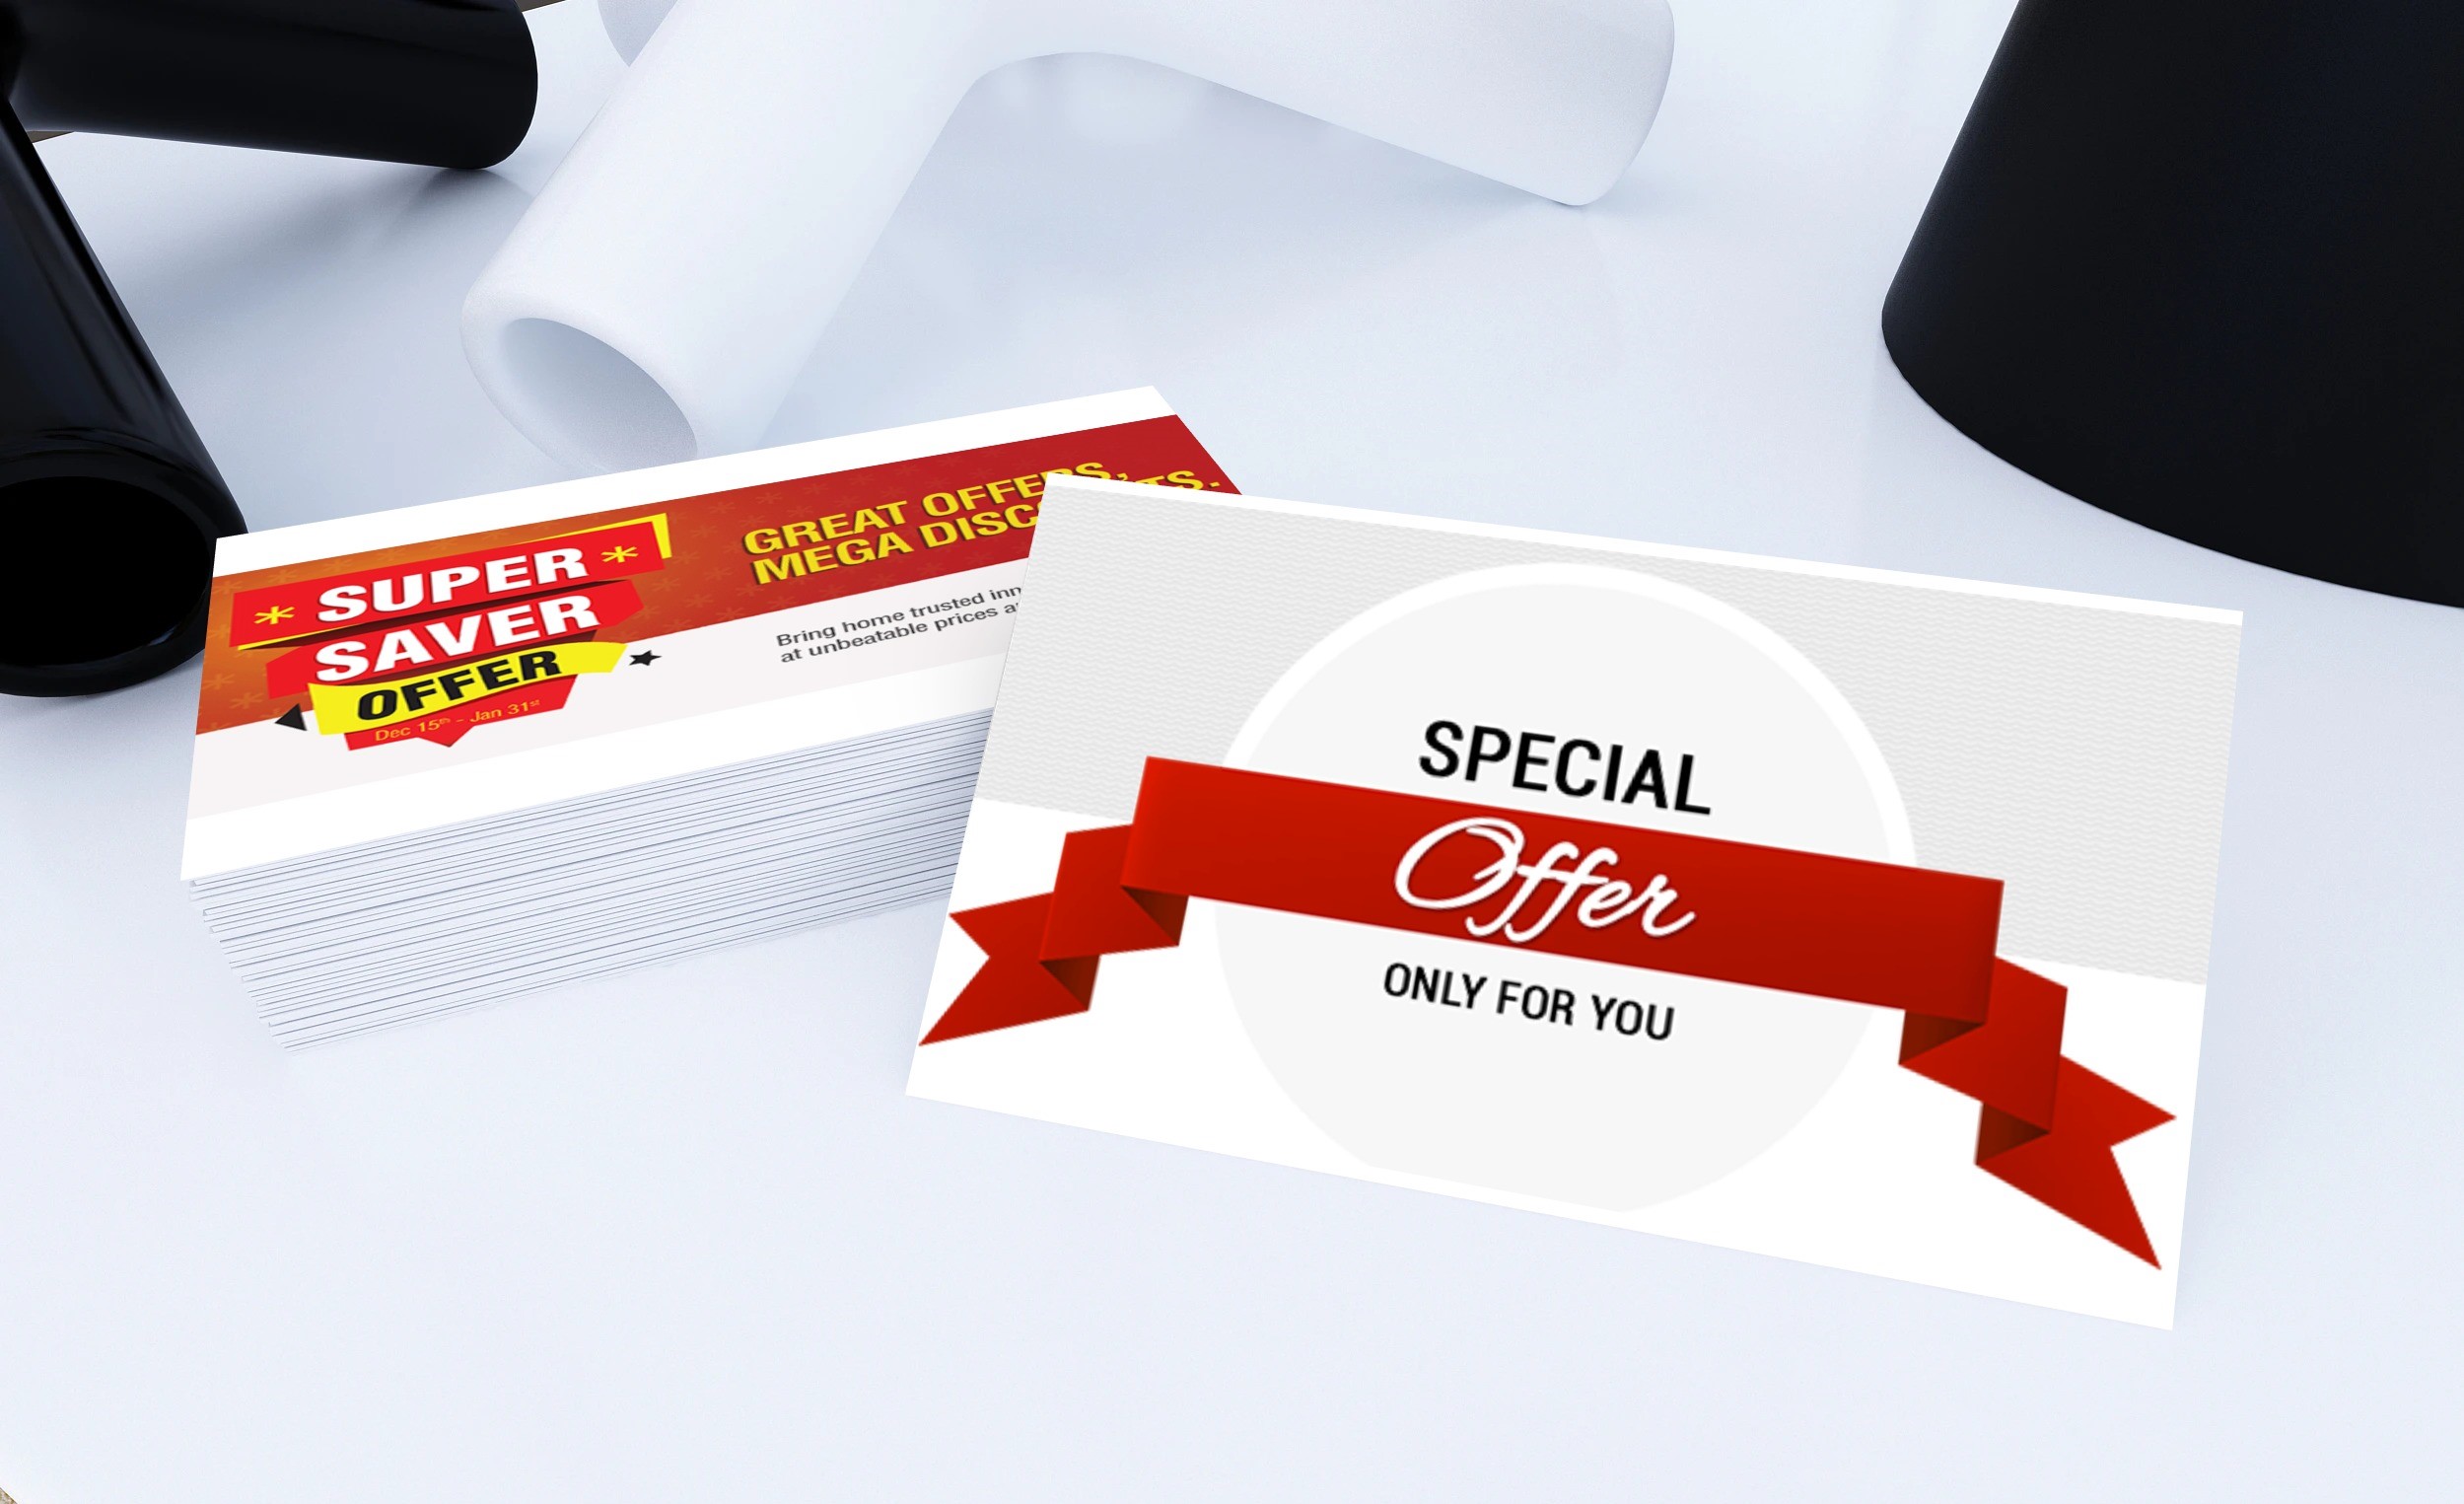 * SUPER *
SAVER
OFFER
Dec 15th - Jan 31st
GREAT OFFERS,
MEGA
Bring home trusted
at unbeatable prices
SPECIAL
Offer
ONLY FOR YOU